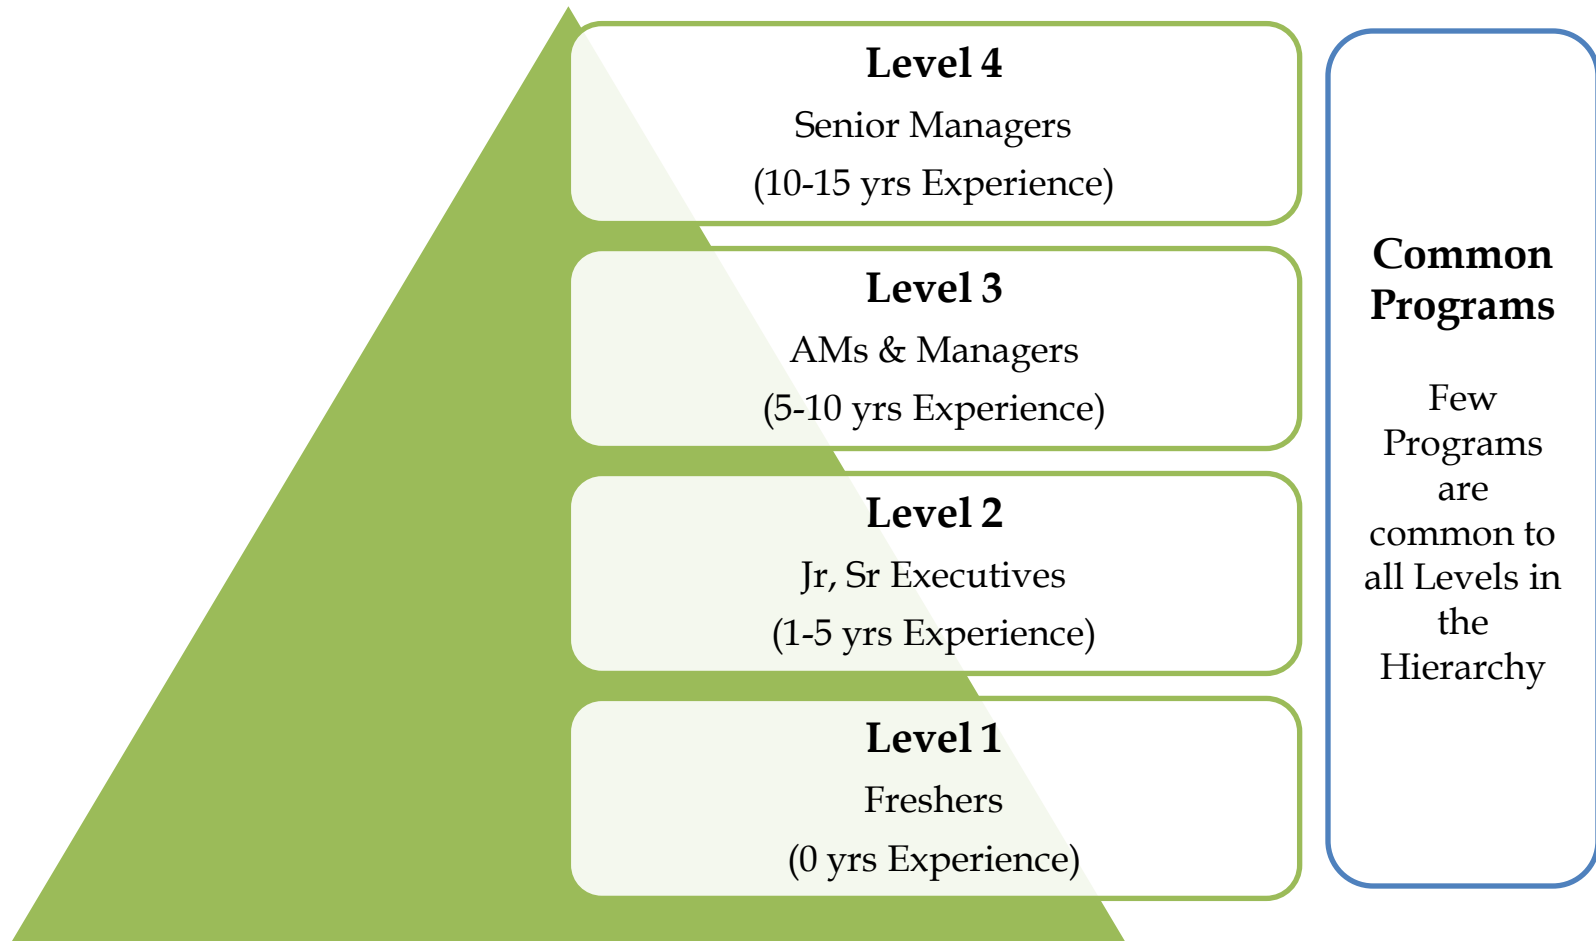 Level 4
Senior Managers
(10-15 yrs Experience)
Level 3
AMs & Managers
(5-10 yrs Experience)
Level 2
Jr, Sr Executives
(1-5 yrs Experience)
Level 1
Freshers
(0 yrs Experience)
Common
Programs
Few
Programs
are
common to
all Levels in
the
Hierarchy